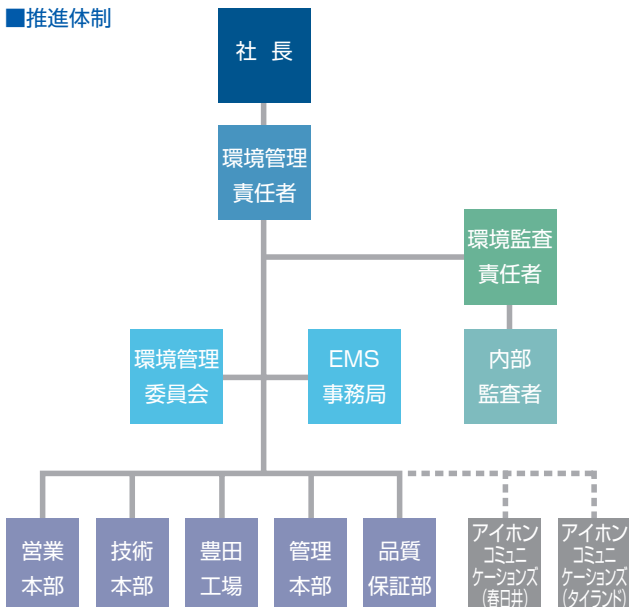 ■推進体制
社 長
環境管理
責任者
環境監査
責任者
環境管理
委員会
EMS
事務局
内部
監査者
営業
本部
技術
本部
豊田
工場
管理
本部
品質
保証部
アイホン
コミュニ
ケーションズ
(春日井)
アイホン
コミュニ
ケーションズ
(タイランド)